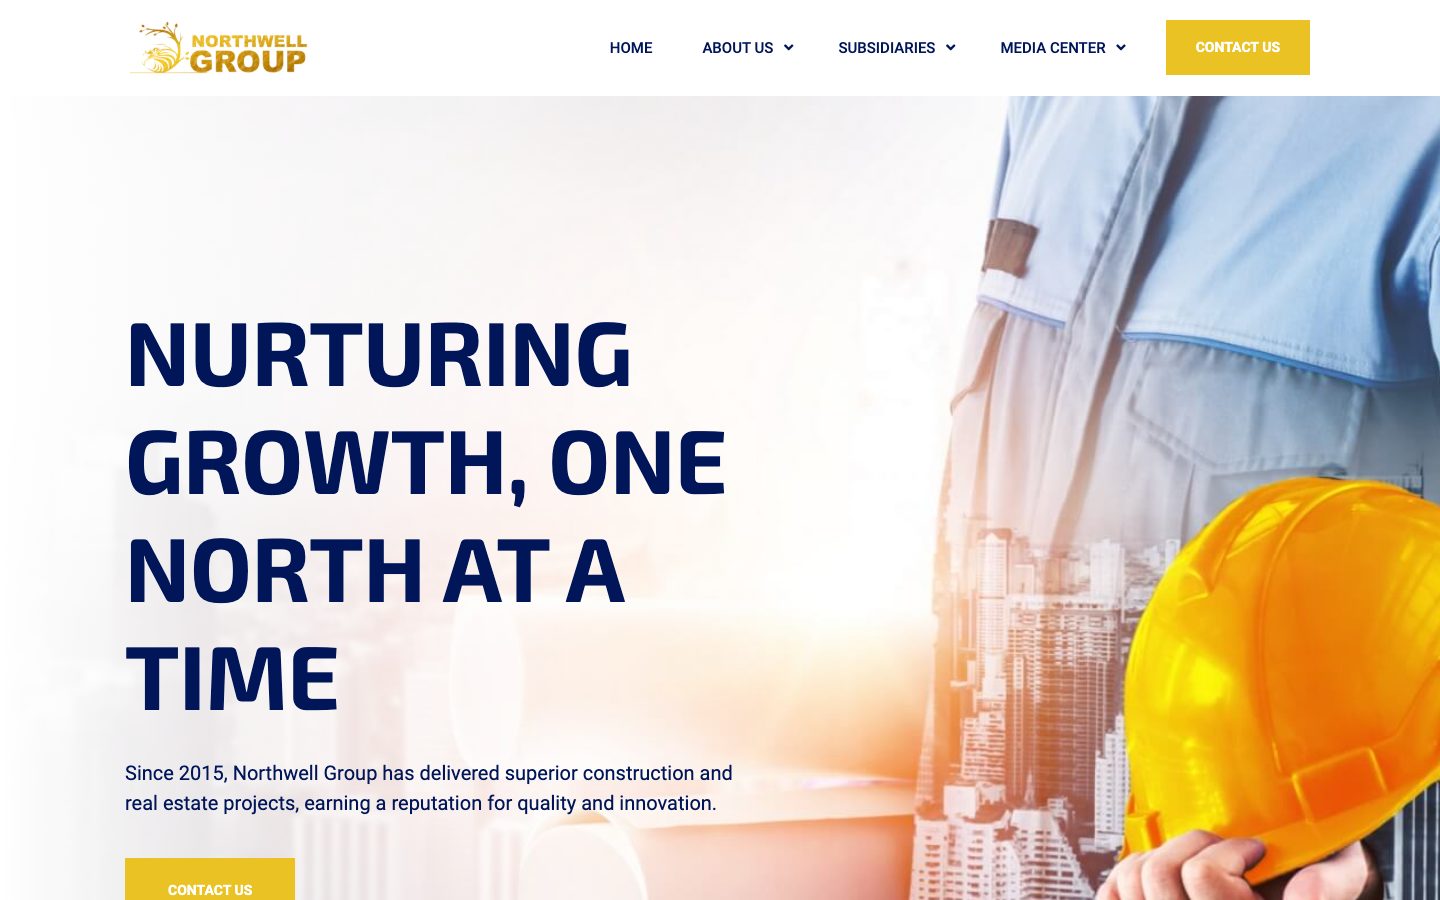 NORTHWELL
GROUP
HOME
ABOUT US
SUBSIDIARIES
MEDIA CENTER
CONTACT US
NURTURING
GROWTH, ONE
NORTH AT A
TIME
Since 2015, Northwell Group has delivered superior construction and
real estate projects, earning a reputation for quality and innovation.
CONTACT US